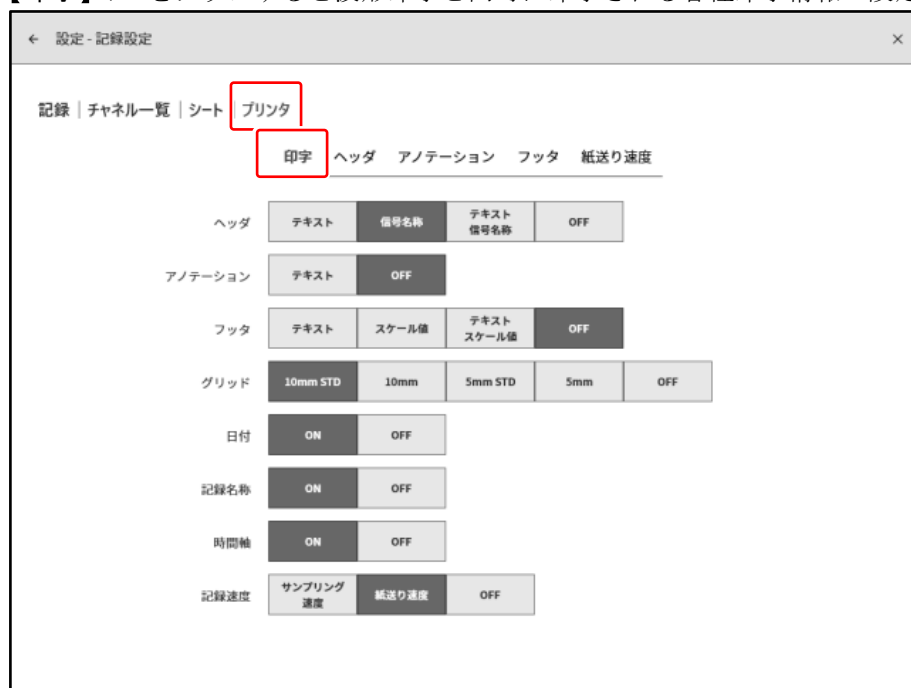 ← 設定 - 記録設定 ×
記録 | チャネル一覧 | シート | プリンタ
印字 ヘッダ アノテーション フッタ 紙送り速度
ヘッダ テキスト 信号名称 テキスト 信号名称 OFF
アノテーション テキスト OFF
フッタ テキスト スケール値 テキスト スケール値 OFF
グリッド 10mm STD 10mm 5mm STD 5mm OFF
日付 ON OFF
記録名称 ON OFF
時間軸 ON OFF
記録速度 サンプリング 速度 紙送り速度 OFF